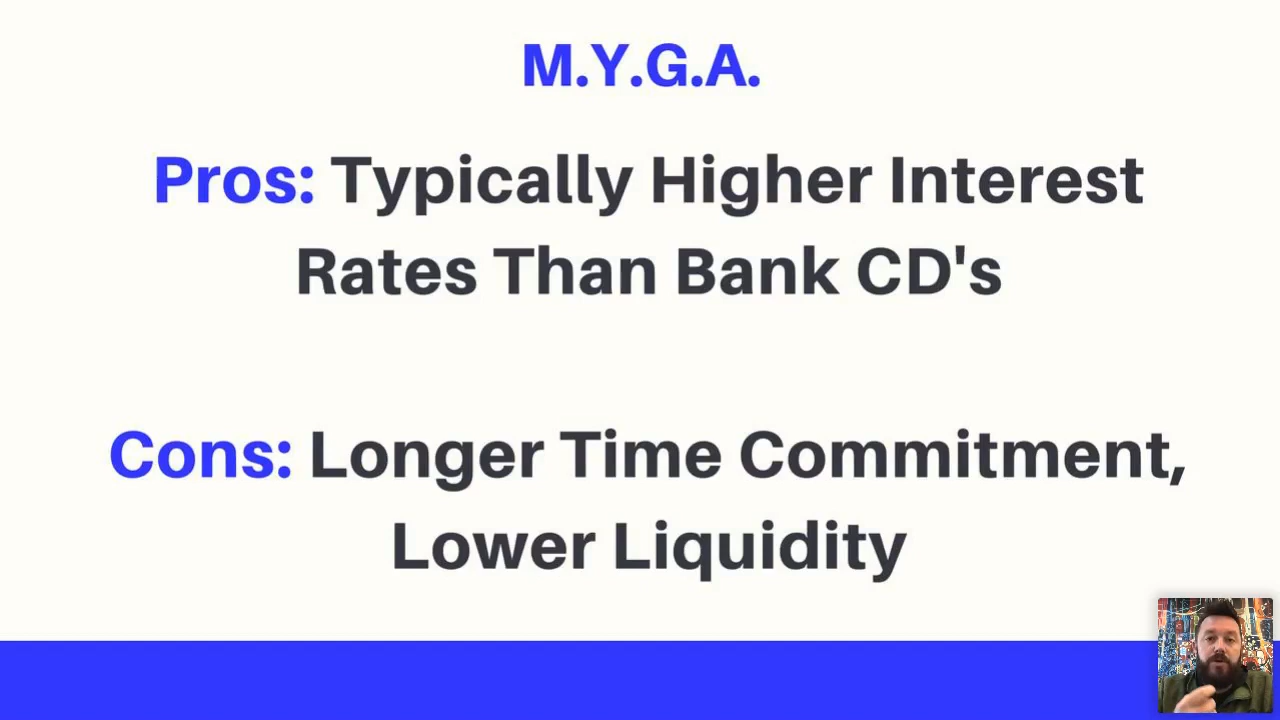 M.Y.G.A.
Pros: Typically Higher Interest
Rates Than Bank CD's
Cons: Longer Time Commitment,
Lower Liquidity